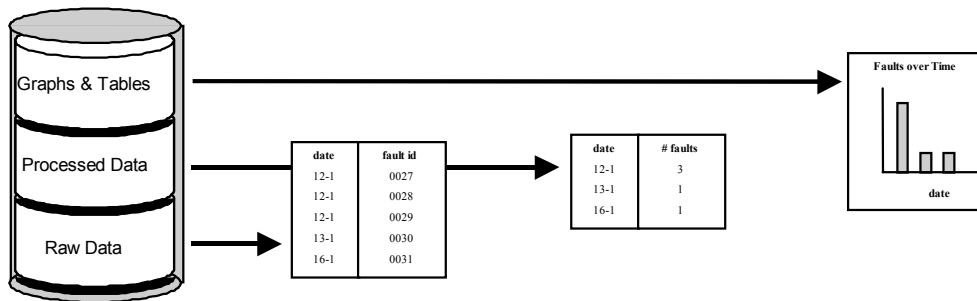 Graphs & Tables
Processed Data
Raw Data
date fault id
12-1 0027
12-1 0028
12-1 0029
13-1 0030
16-1 0031
date # faults
12-1 3
13-1 1
16-1 1
Faults over Time
date